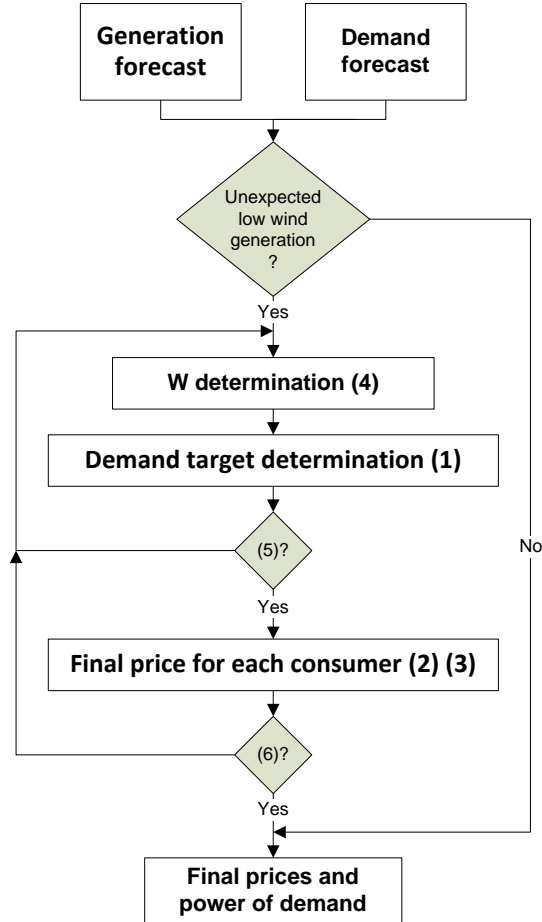 Generation
forecast
Demand
forecast
Unexpected
low wind
generation
?
Yes
W determination (4)
Demand target determination (1)
(5)?
No
Yes
Final price for each consumer (2) (3)
(6)?
Yes
Final prices and
power of demand